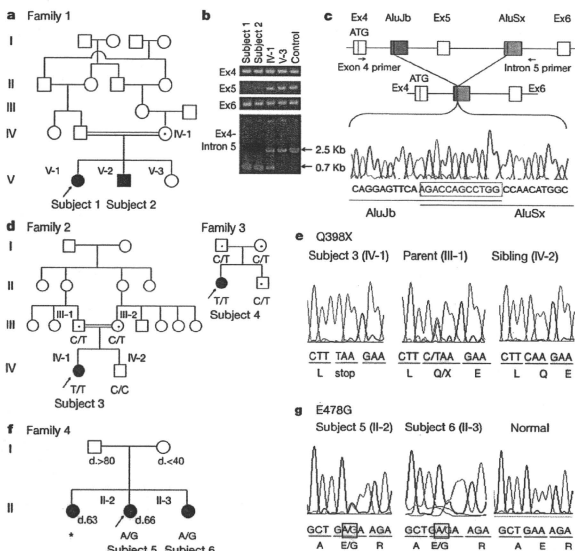 a Family 1
I
II
III
IV
IV-1
V-1
V-2
V-3
V
Subject 1 Subject 2
b
Subject 1
Subject 2
IV-1
V-3
Control
Ex4
Ex5
Ex6
Ex4-
Intron 5
2.5 Kb
0.7 Kb
c
Ex4 AluJb Ex5 AluSx Ex6
ATG
Exon 4 primer
Intron 5 primer
ATG
Ex4
Ex6
CAGGAGTTCA AGACCAGCCTGG CCAACATGGC
AluJb AluSx
d Family 2
I
II
III-1
III-2
III
C/T C/T
IV-1
IV-2
IV
T/T C/C
Subject 3
Family 3
C/T C/T
T/T
C/T
Subject 4
e Q398X
Subject 3 (IV-1) Parent (III-1) Sibling (IV-2)
CTT TAA GAA CTT C/TAA GAA CTT CAA GAA
L stop L Q/X E L Q E
f Family 4
I
d.>80 d.<40
II-2 II-3
II
d.63 d.66
* A/G A/G
Subject 5 Subject 6
g E478G
Subject 5 (II-2) Subject 6 (II-3) Normal
GCT GA/GA AGA GCT GA/GA AGA GCT GAA AGA
A E/G R A E/G R A E R